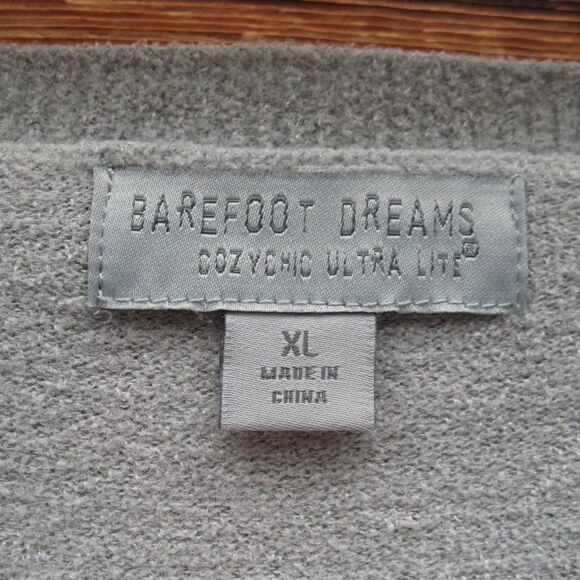 BAREFOOT DREAMS
COZYCHIC ULTRA LITE®
XL
MADE IN
CHINA